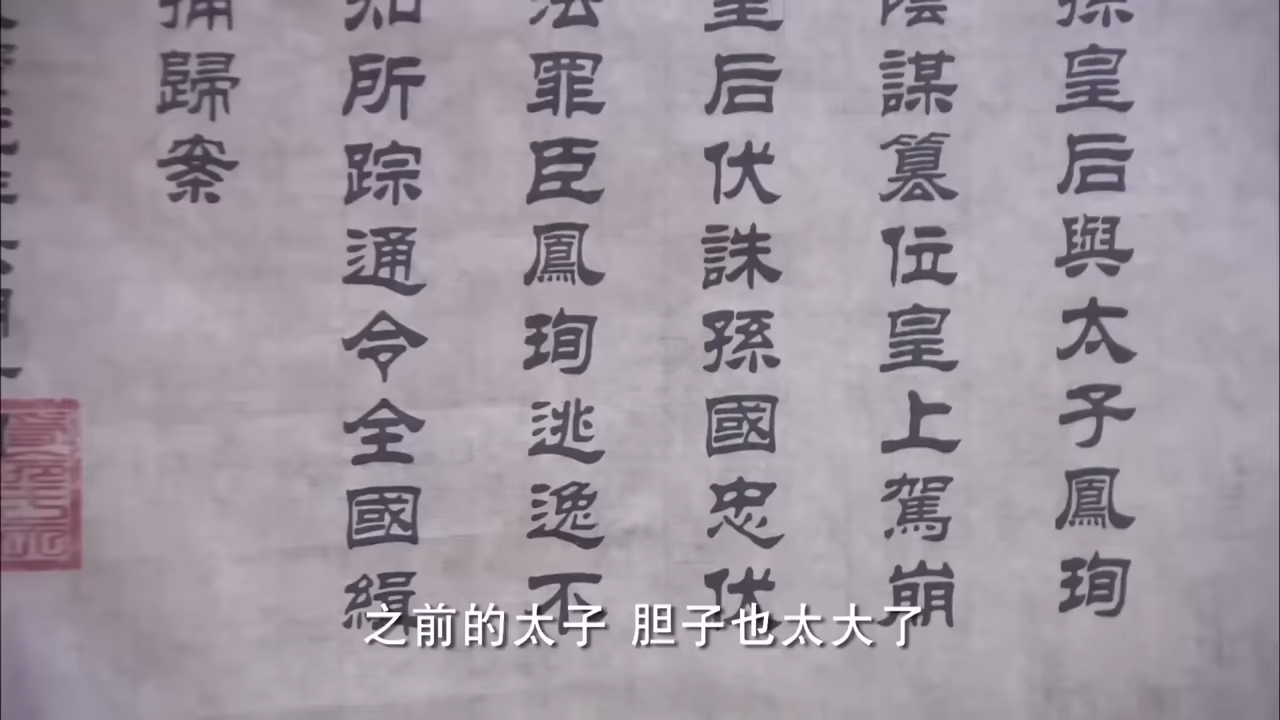 孫皇后與太子鳳珣
陰謀篡位皇上駕崩
皇后伏誅孫國忠伏
法罪臣鳳珣逃逸不
知所踪通令全國緝
捕歸案
之前的太子 胆子也太大了